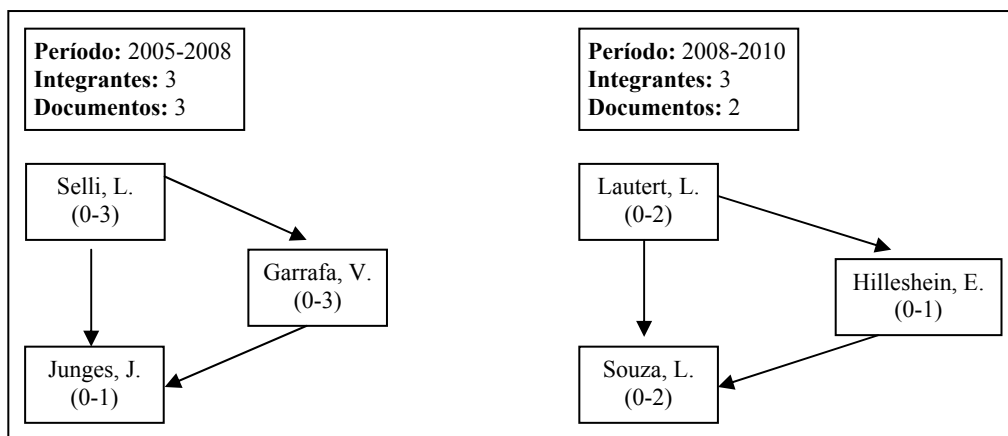 Período: 2005-2008
Integrantes: 3
Documentos: 3
Selli, L.
(0-3)
Garrafa, V.
(0-3)
Junges, J.
(0-1)
Período: 2008-2010
Integrantes: 3
Documentos: 2
Lautert, L.
(0-2)
Hilleshein, E.
(0-1)
Souza, L.
(0-2)